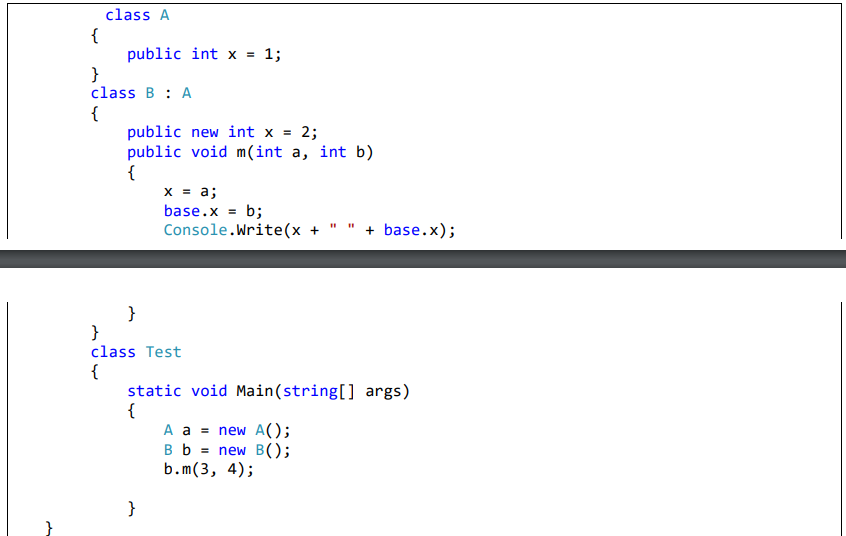 class A
{
public int x = 1;
}
class B : A
{
public new int x = 2;
public void m(int a, int b)
{
x = a;
base.x = b;
Console.Write(x + " " + base.x);
}
}
class Test
{
static void Main(string[] args)
{
A a = new A();
B b = new B();
b.m(3, 4);
}
}